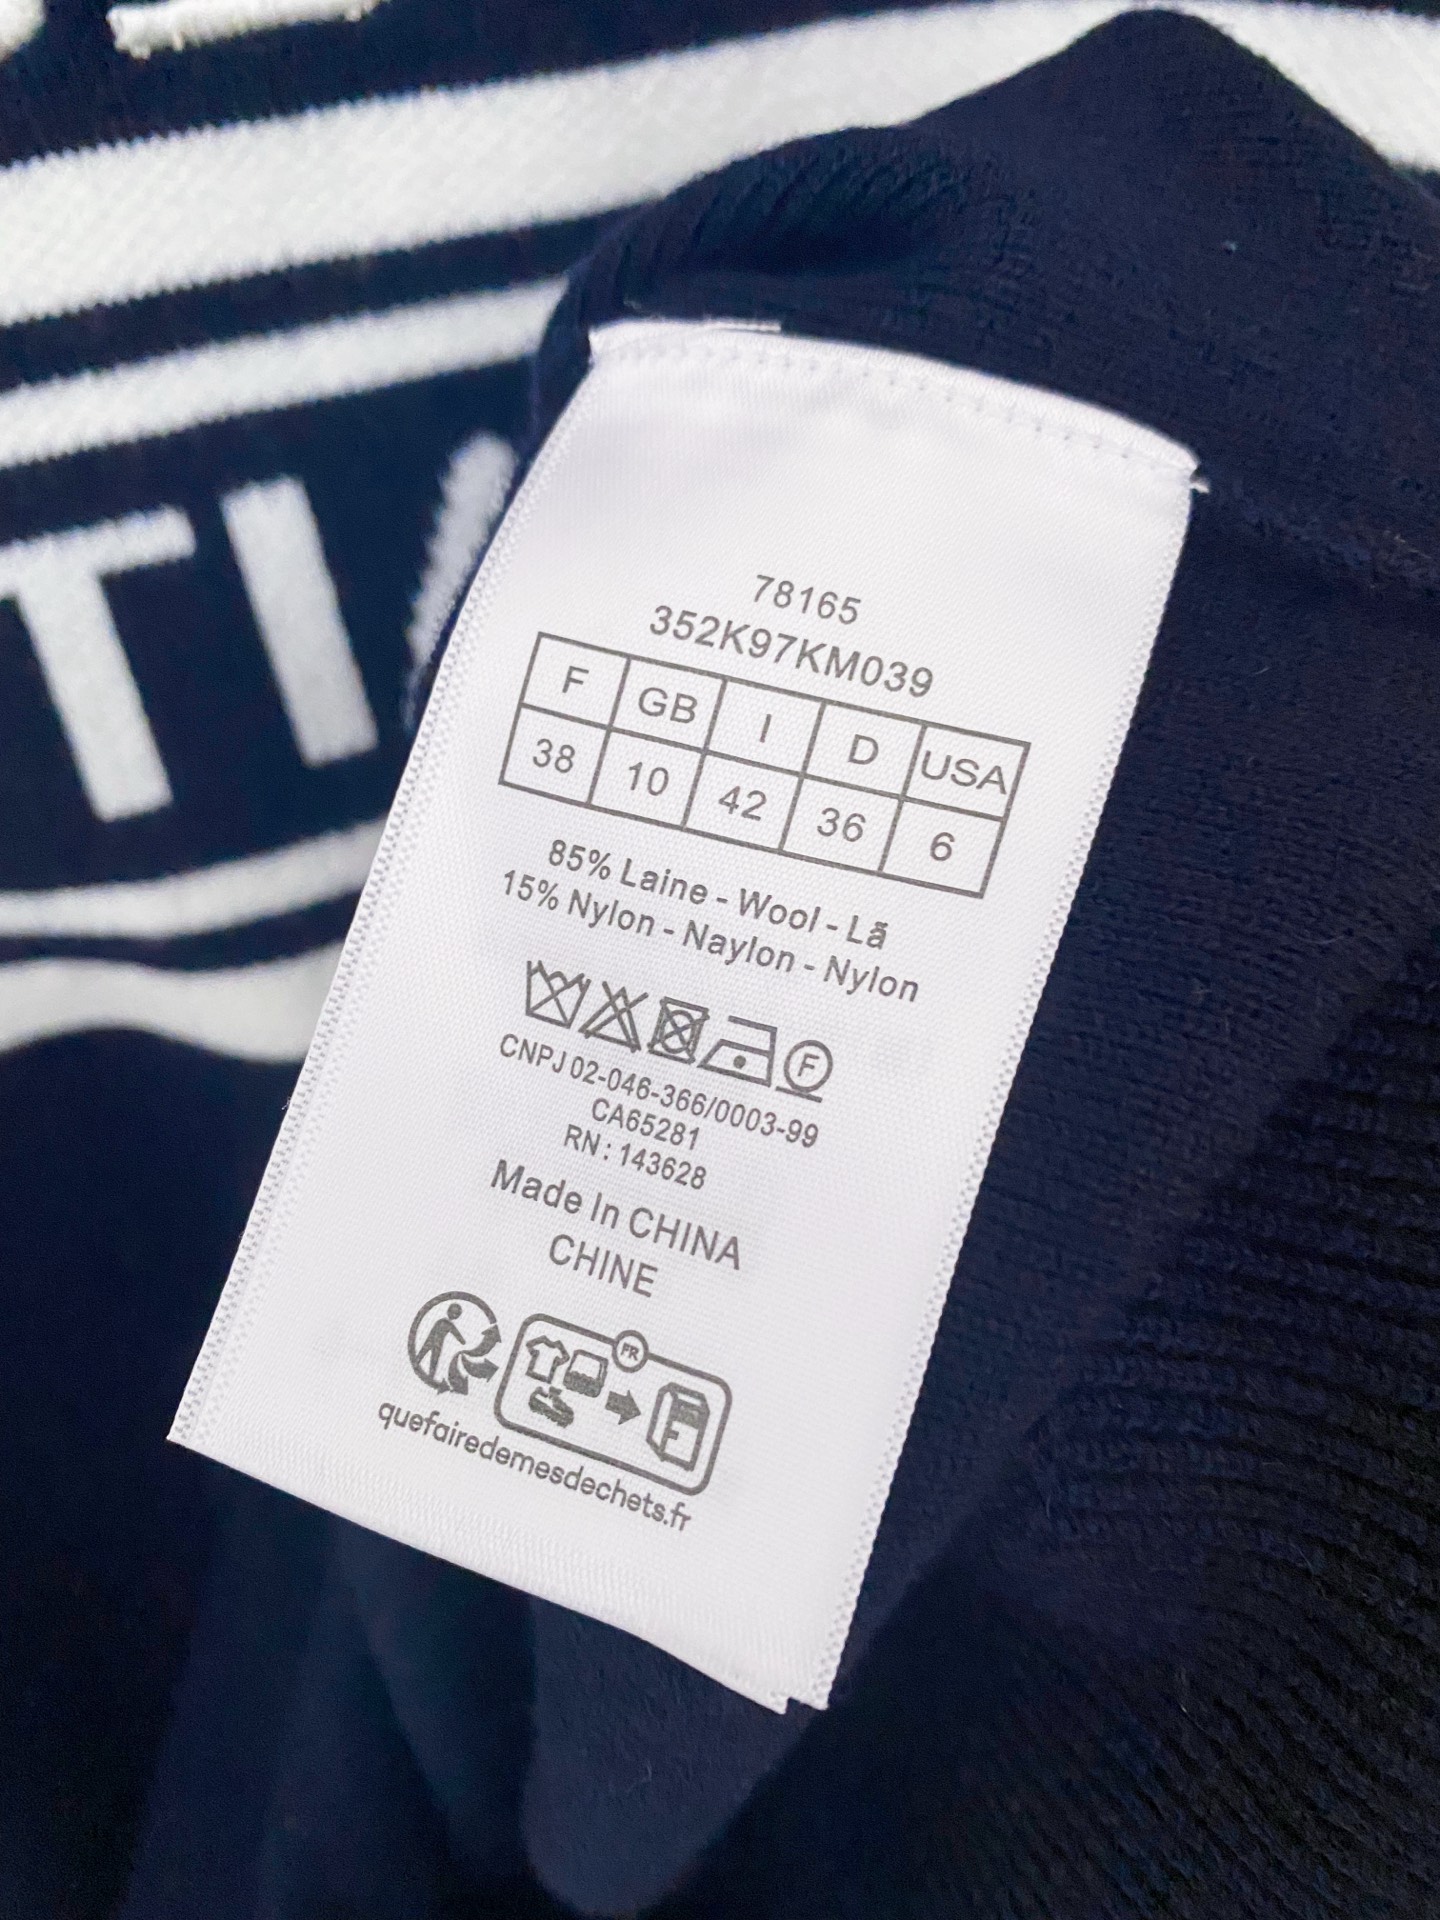 TI
78165
352K97KM039
F GB I D USA
38 10 42 36 6
85% Laine - Wool - Lã
15% Nylon - Naylon - Nylon
F
CNPJ 02-046-366/0003-99
CA65281
RN : 143628
Made In CHINA
CHINE
FR
F
quefairedemesdechets.fr